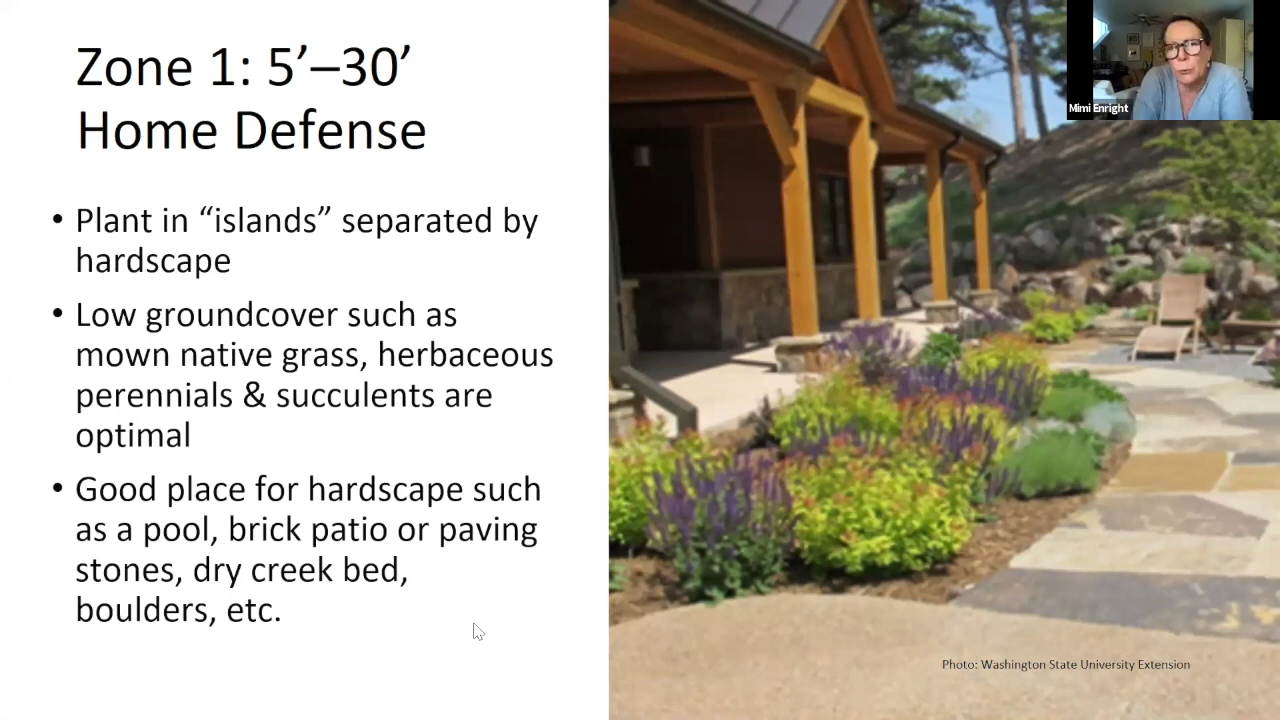 Zone 1: 5’–30’
Home Defense
• Plant in “islands” separated by
hardscape
• Low groundcover such as
mown native grass, herbaceous
perennials & succulents are
optimal
• Good place for hardscape such
as a pool, brick patio or paving
stones, dry creek bed,
boulders, etc.
Mimi Enright
Photo: Washington State University Extension